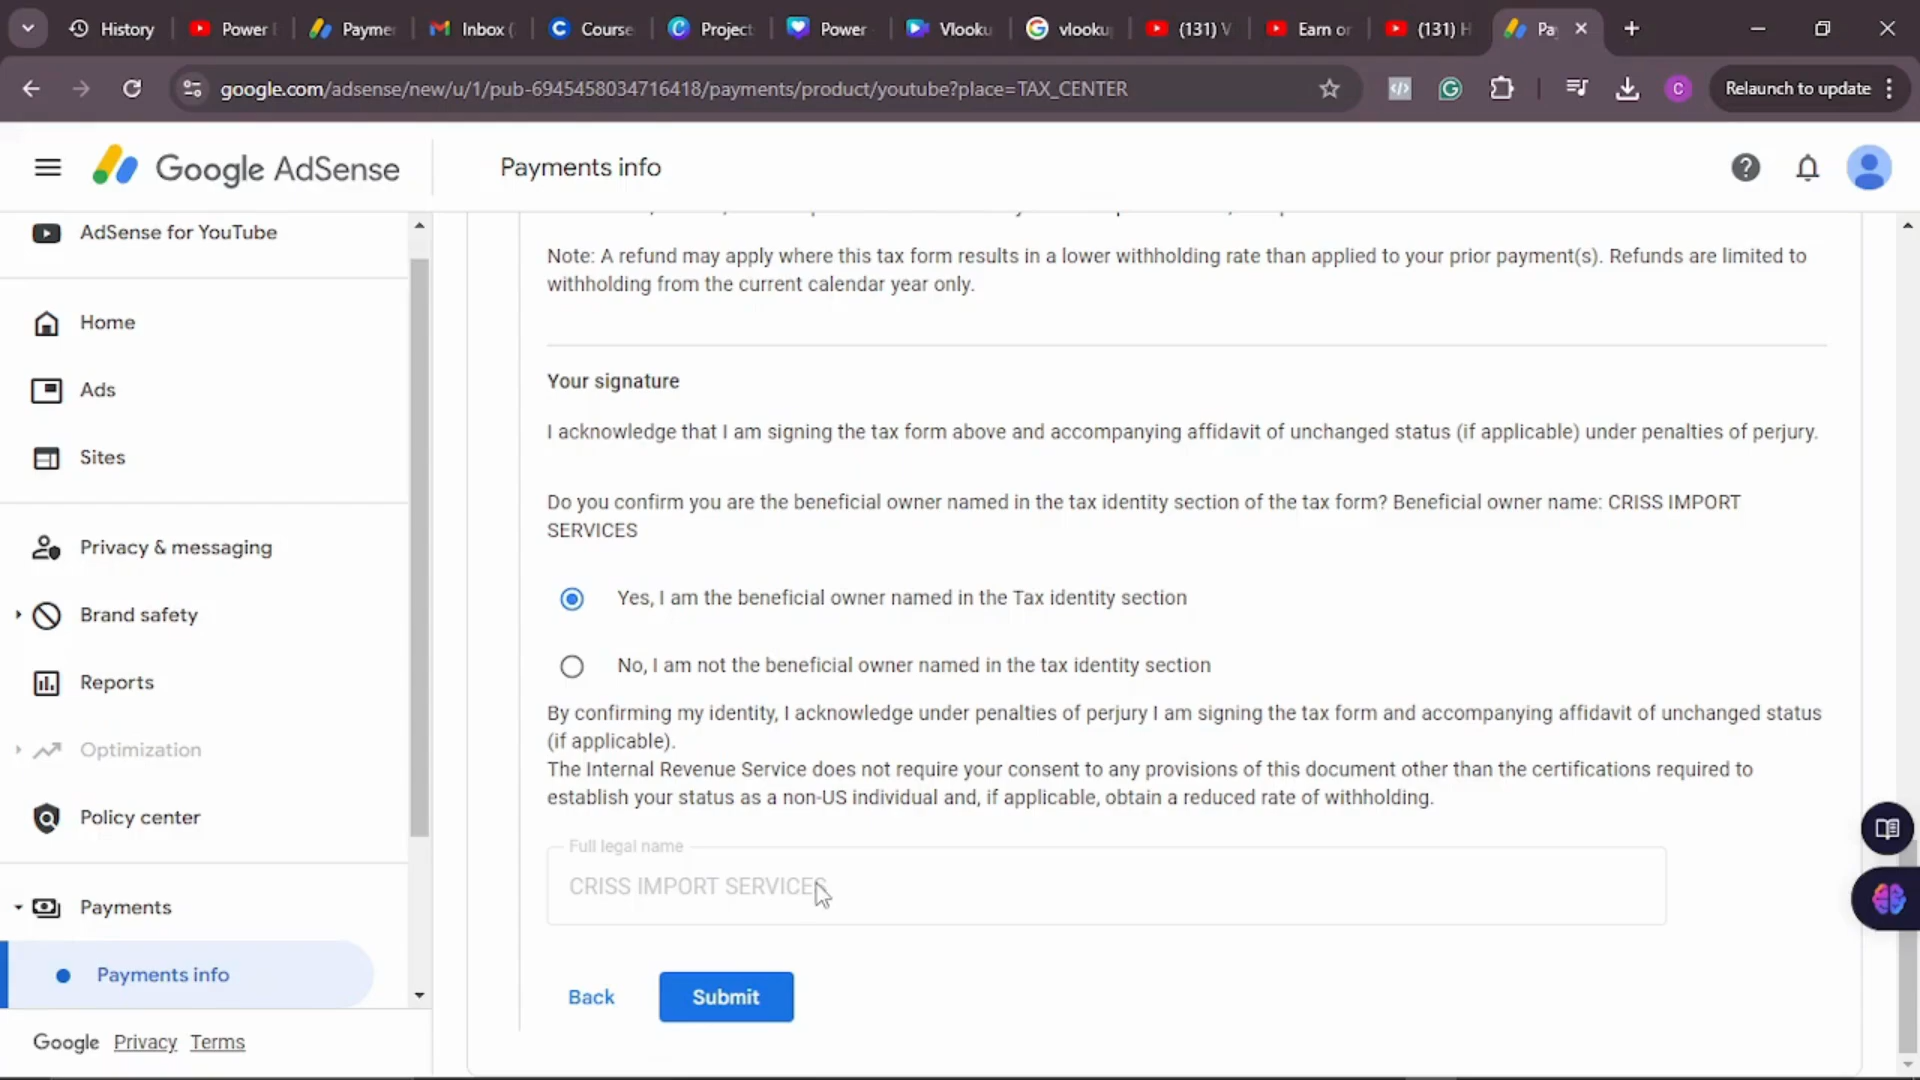 History
Power
Paymer
Inbox (
Course
Project
Power
Vlooku
vlooku
(131) V
Earn or
(131) H
Pa
google.com/adsense/new/u/1/pub-6945458034716418/payments/product/youtube?place=TAX_CENTER
C
Relaunch to update
Google AdSense
Payments info
AdSense for YouTube
Home
Ads
Sites
Privacy & messaging
Brand safety
Reports
Optimization
Policy center
Payments
Payments info
Google Privacy Terms
Note: A refund may apply where this tax form results in a lower withholding rate than applied to your prior payment(s). Refunds are limited to
withholding from the current calendar year only.
Your signature
I acknowledge that I am signing the tax form above and accompanying affidavit of unchanged status (if applicable) under penalties of perjury.
Do you confirm you are the beneficial owner named in the tax identity section of the tax form? Beneficial owner name: CRISS IMPORT
SERVICES
Yes, I am the beneficial owner named in the Tax identity section
No, I am not the beneficial owner named in the tax identity section
By confirming my identity, I acknowledge under penalties of perjury I am signing the tax form and accompanying affidavit of unchanged status
(if applicable).
The Internal Revenue Service does not require your consent to any provisions of this document other than the certifications required to
establish your status as a non-US individual and, if applicable, obtain a reduced rate of withholding.
Full legal name
CRISS IMPORT SERVICES
Back
Submit